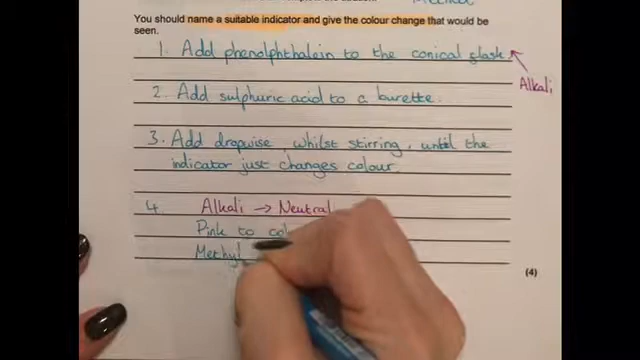 You should name a suitable indicator and give the colour change that would be
seen.
1. Add phenolphthalein to the conical flask.
Alkali
2. Add sulphuric acid to a burette.
3. Add dropwise, whilst stirring, until the
indicator just changes colour.
4. Alkali → Neutral
Pink to
Methyl
(4)